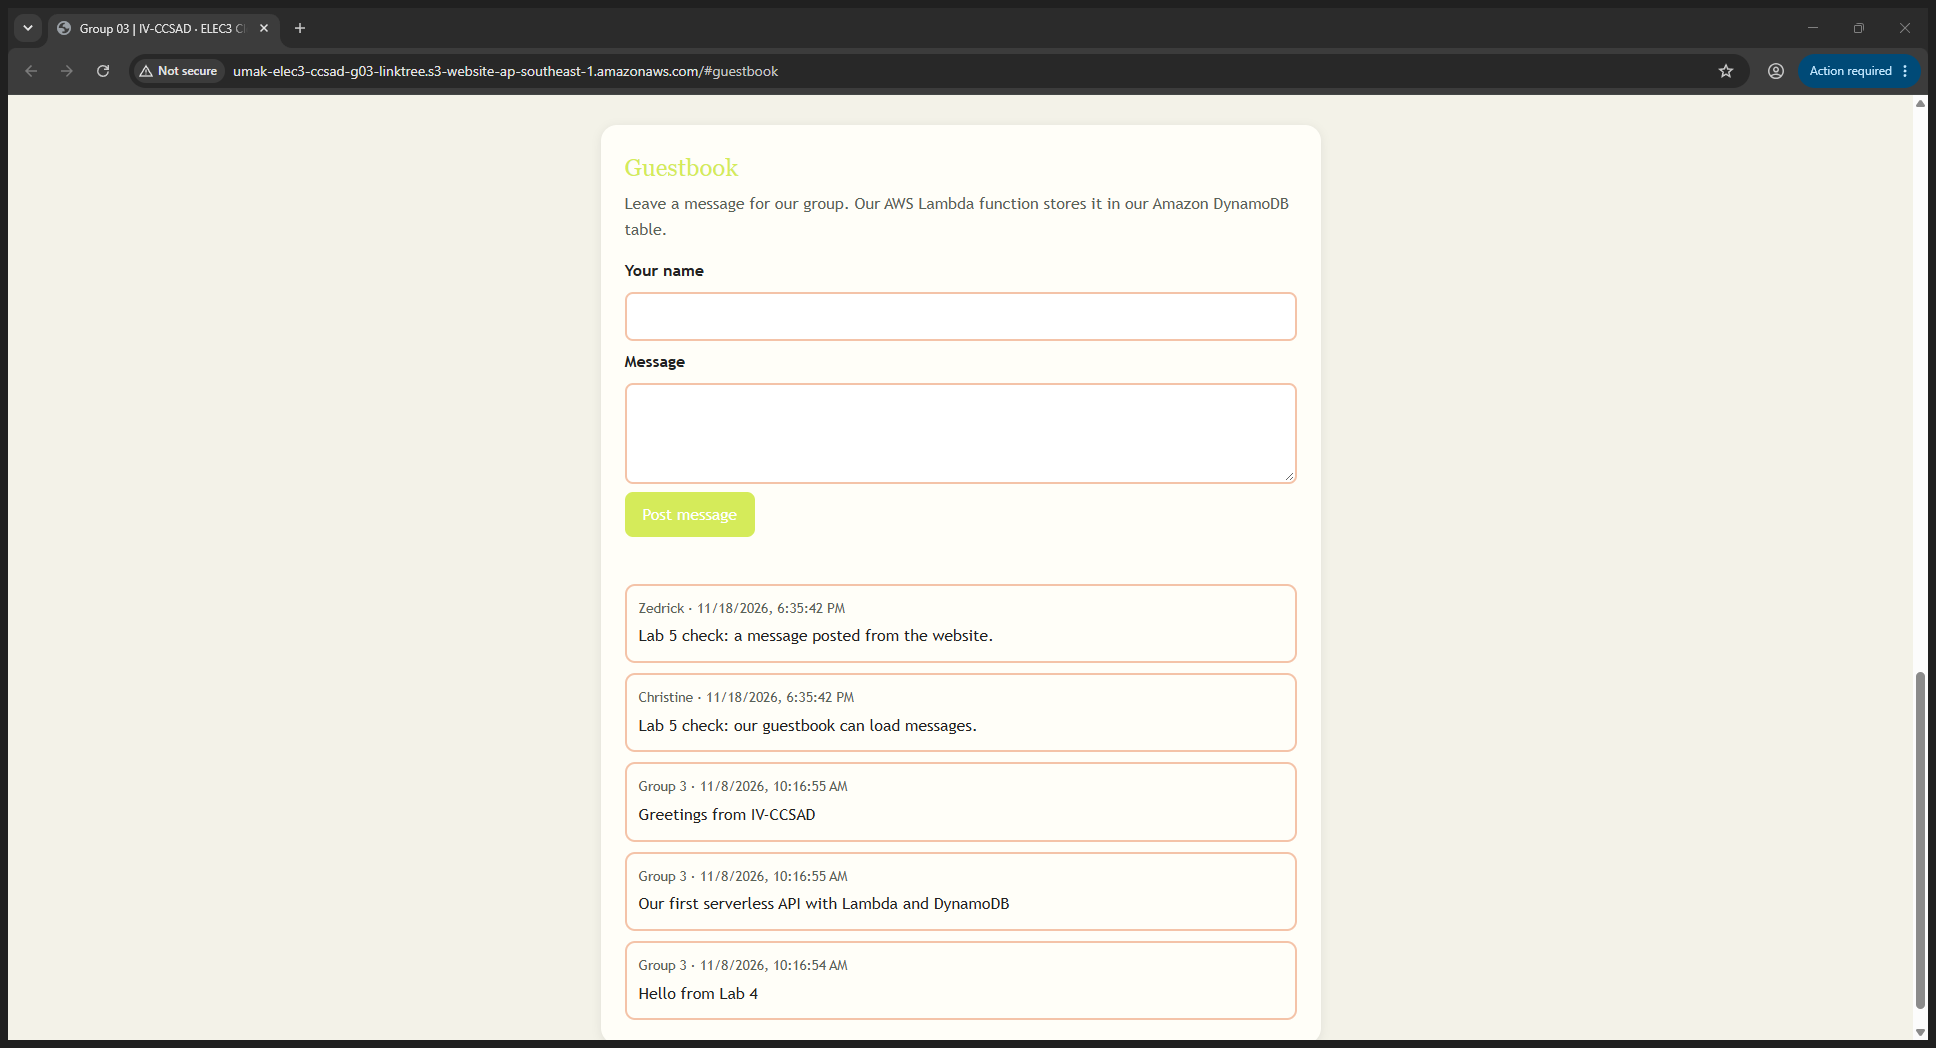 Group 03 | IV-CCSAD · ELEC3 C
Not secure
umak-elec3-ccsad-g03-linktree.s3-website-ap-southeast-1.amazonaws.com/#guestbook
Action required
Guestbook
Leave a message for our group. Our AWS Lambda function stores it in our Amazon DynamoDB
table.
Your name
Message
Post message
Zedrick · 11/18/2026, 6:35:42 PM
Lab 5 check: a message posted from the website.
Christine · 11/18/2026, 6:35:42 PM
Lab 5 check: our guestbook can load messages.
Group 3 · 11/8/2026, 10:16:55 AM
Greetings from IV-CCSAD
Group 3 · 11/8/2026, 10:16:55 AM
Our first serverless API with Lambda and DynamoDB
Group 3 · 11/8/2026, 10:16:54 AM
Hello from Lab 4